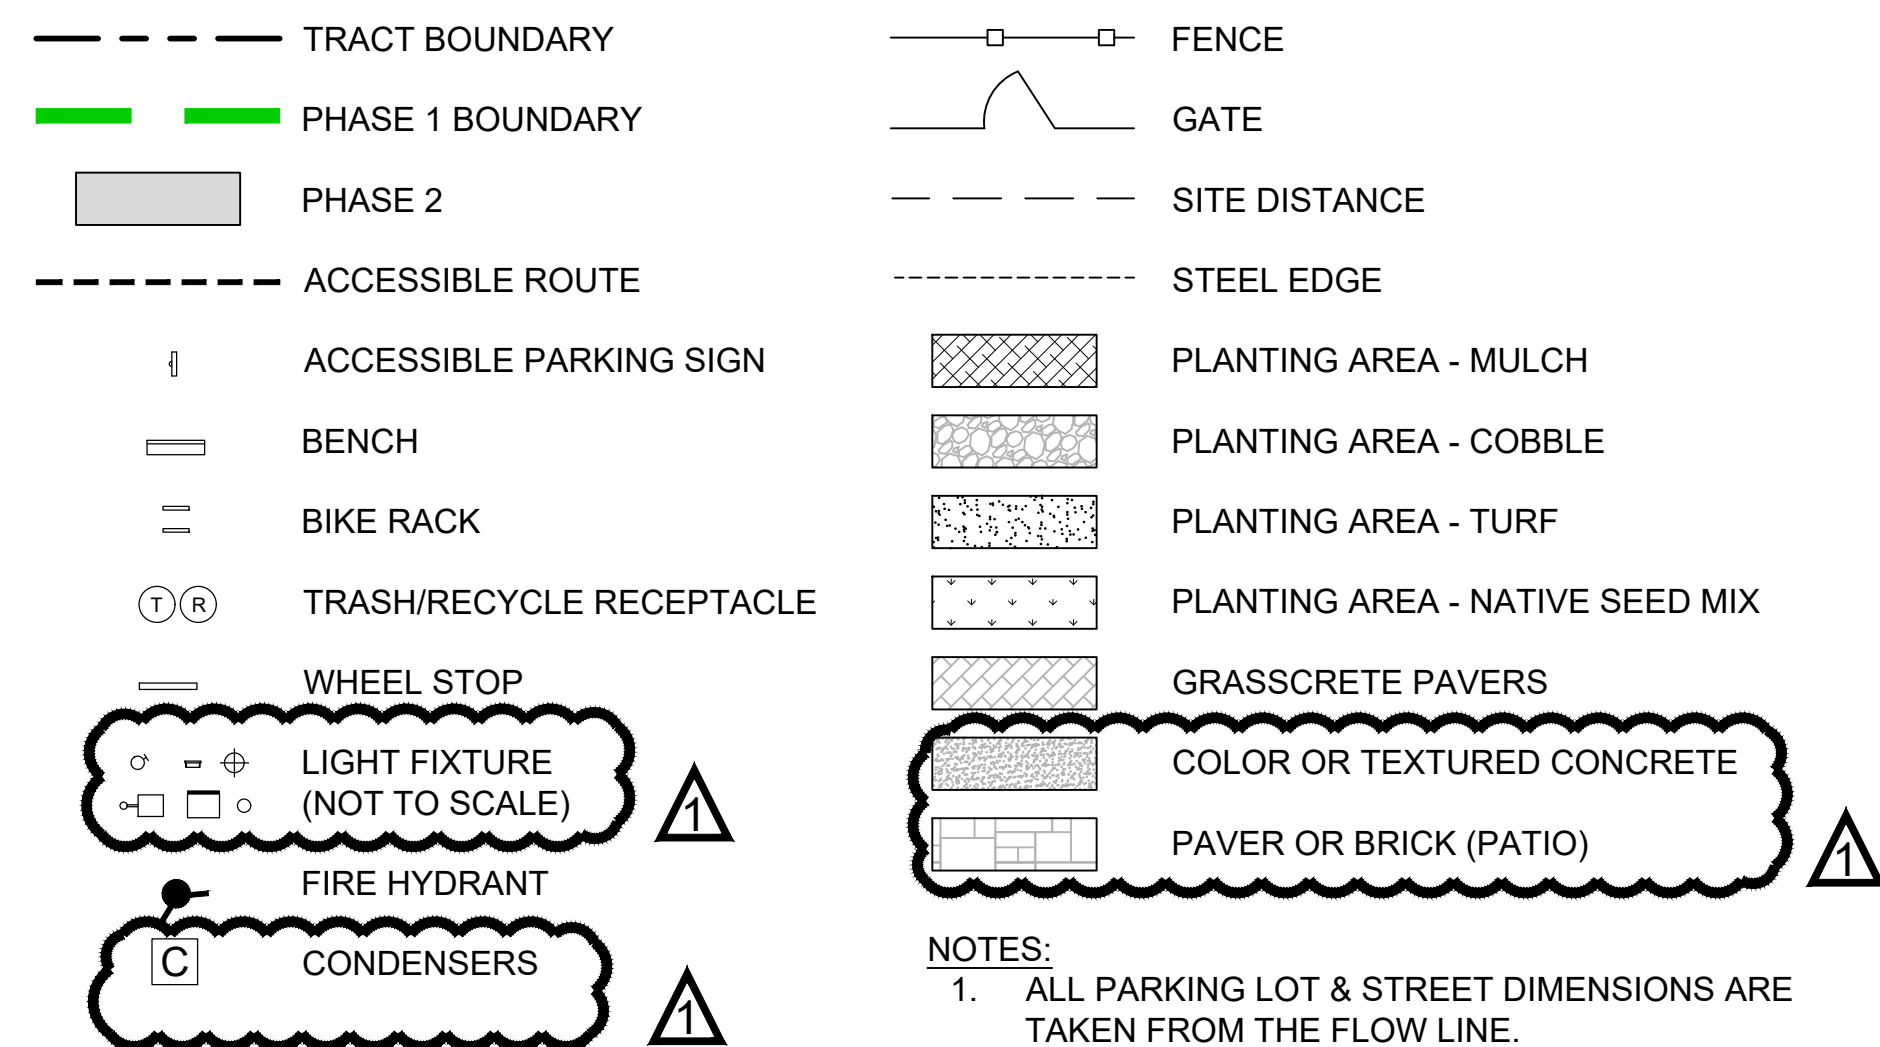 TRACT BOUNDARY
PHASE 1 BOUNDARY
PHASE 2
ACCESSIBLE ROUTE
ACCESSIBLE PARKING SIGN
BENCH
BIKE RACK
T R TRASH/RECYCLE RECEPTACLE
WHEEL STOP
LIGHT FIXTURE
(NOT TO SCALE)
1
FIRE HYDRANT
C CONDENSERS
1
FENCE
GATE
SITE DISTANCE
STEEL EDGE
PLANTING AREA - MULCH
PLANTING AREA - COBBLE
PLANTING AREA - TURF
PLANTING AREA - NATIVE SEED MIX
GRASSCRETE PAVERS
COLOR OR TEXTURED CONCRETE
PAVER OR BRICK (PATIO)
1
NOTES:
1. ALL PARKING LOT & STREET DIMENSIONS ARE
TAKEN FROM THE FLOW LINE.